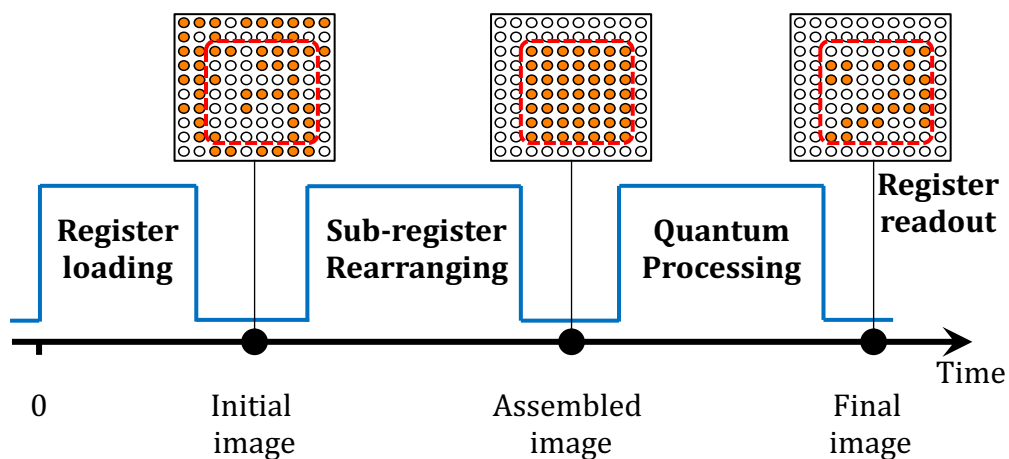 Register
loading
Sub-register
Rearranging
Quantum
Processing
Register
readout
Time
0
Initial
image
Assembled
image
Final
image